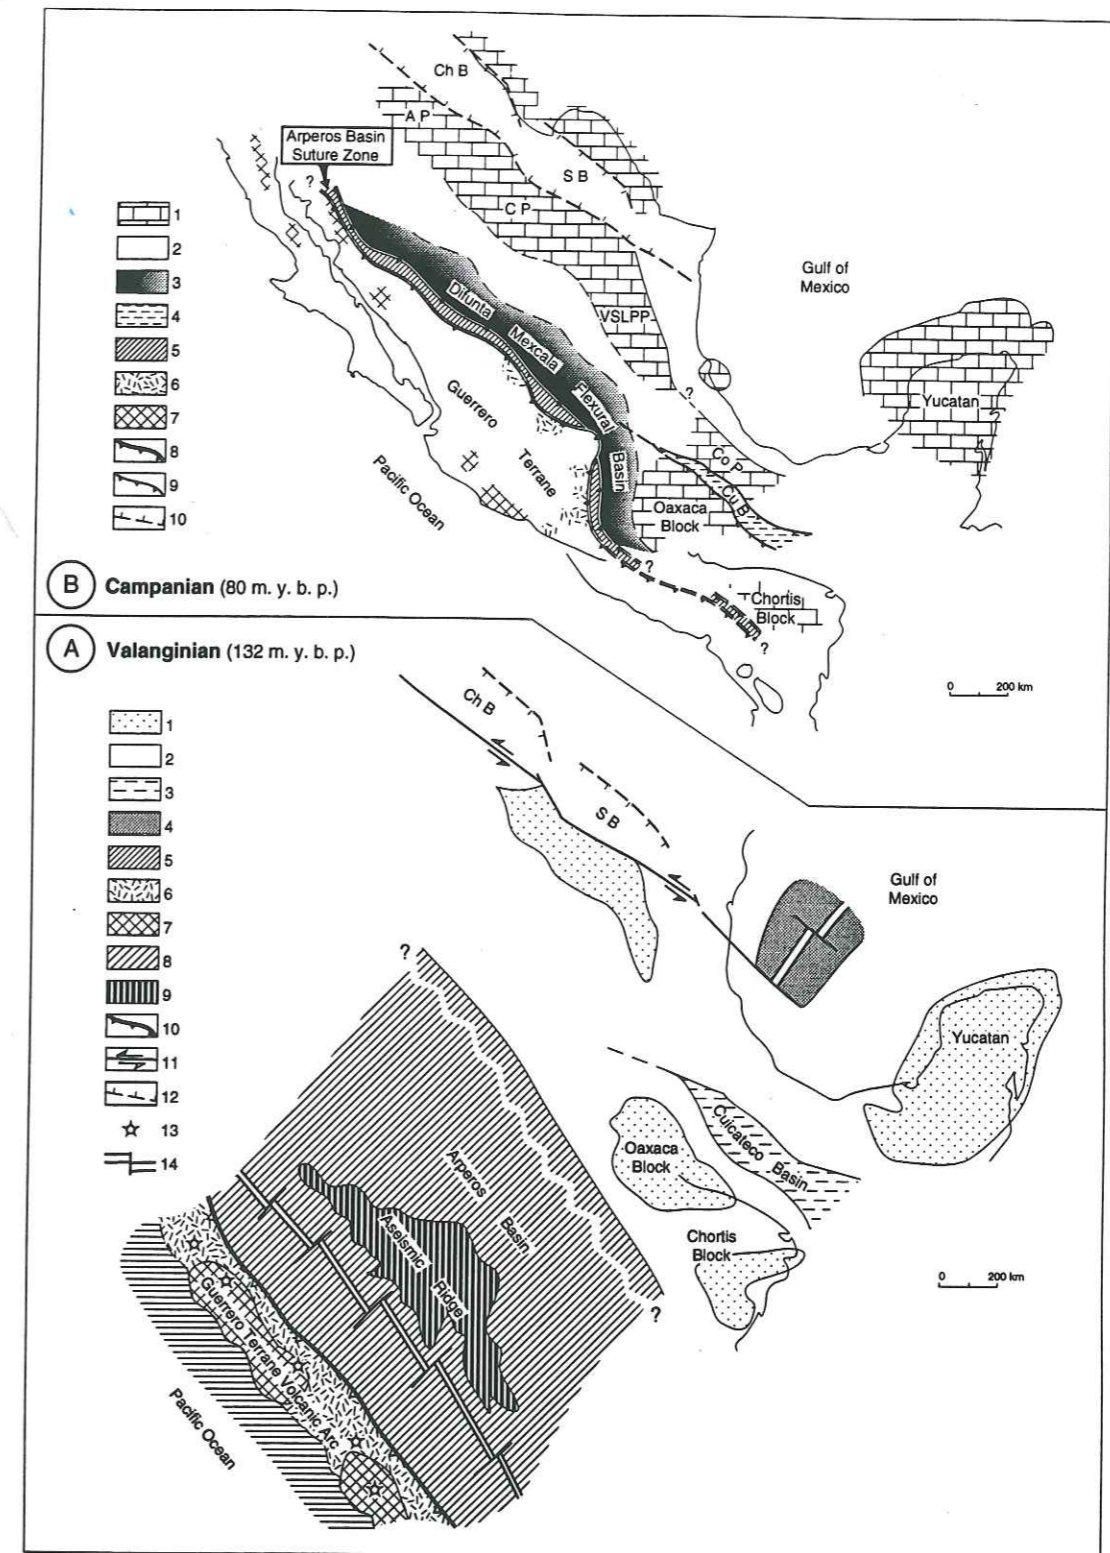 Ch B
A P
Arperos Basin
Suture Zone
?
S B
C P
Gulf of
Mexico
1
2
3
4
5
6
7
8
9
10
Difunta
Mexcala
Flexural
Basin
VSLPP
?
Yucatan
Guerrero
Terrane
Pacific Ocean
Co P
Cu B
Oaxaca
Block
?
Chortis
Block
?
B Campanian (80 m. y. b. p.)
0 200 km
A Valanginian (132 m. y. b. p.)
Ch B
S B
1
2
3
4
5
6
7
8
9
10
11
12
13
14
Gulf of
Mexico
?
Yucatan
Cuicateco Basin
Oaxaca
Block
Arperos
Basin
Chortis
Block
Aseismic
Ridge
0 200 km
?
Guerrero Terrane Volcanic Arc
Pacific Ocean